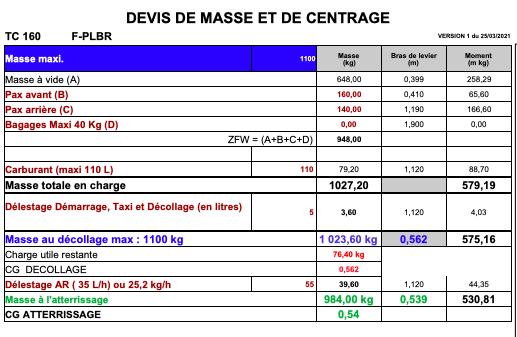 DEVIS DE MASSE ET DE CENTRAGE
TC 160 F-PLBR VERSION 1 du 25/03/2021
Masse maxi. 1100 Masse (kg) Bras de levier (m) Moment (m kg)
Masse à vide (A) 648,00 0,399 258,29
Pax avant (B) 160,00 0,410 65,60
Pax arrière (C) 140,00 1,190 166,60
Bagages Maxi 40 Kg (D) 0,00 1,900 0,00
ZFW = (A+B+C+D) 948,00
Carburant (maxi 110 L) 110 79,20 1,120 88,70
Masse totale en charge 1027,20 579,19
Délestage Démarrage, Taxi et Décollage (en litres) 5 3,60 1,120 4,03
Masse au décollage max : 1100 kg 1 023,60 kg 0,562 575,16
Charge utile restante 76,40 kg
CG DECOLLAGE 0,562
Délestage AR ( 35 L/h) ou 25,2 kg/h 55 39,60 1,120 44,35
Masse à l'atterrissage 984,00 kg 0,539 530,81
CG ATTERRISSAGE 0,54